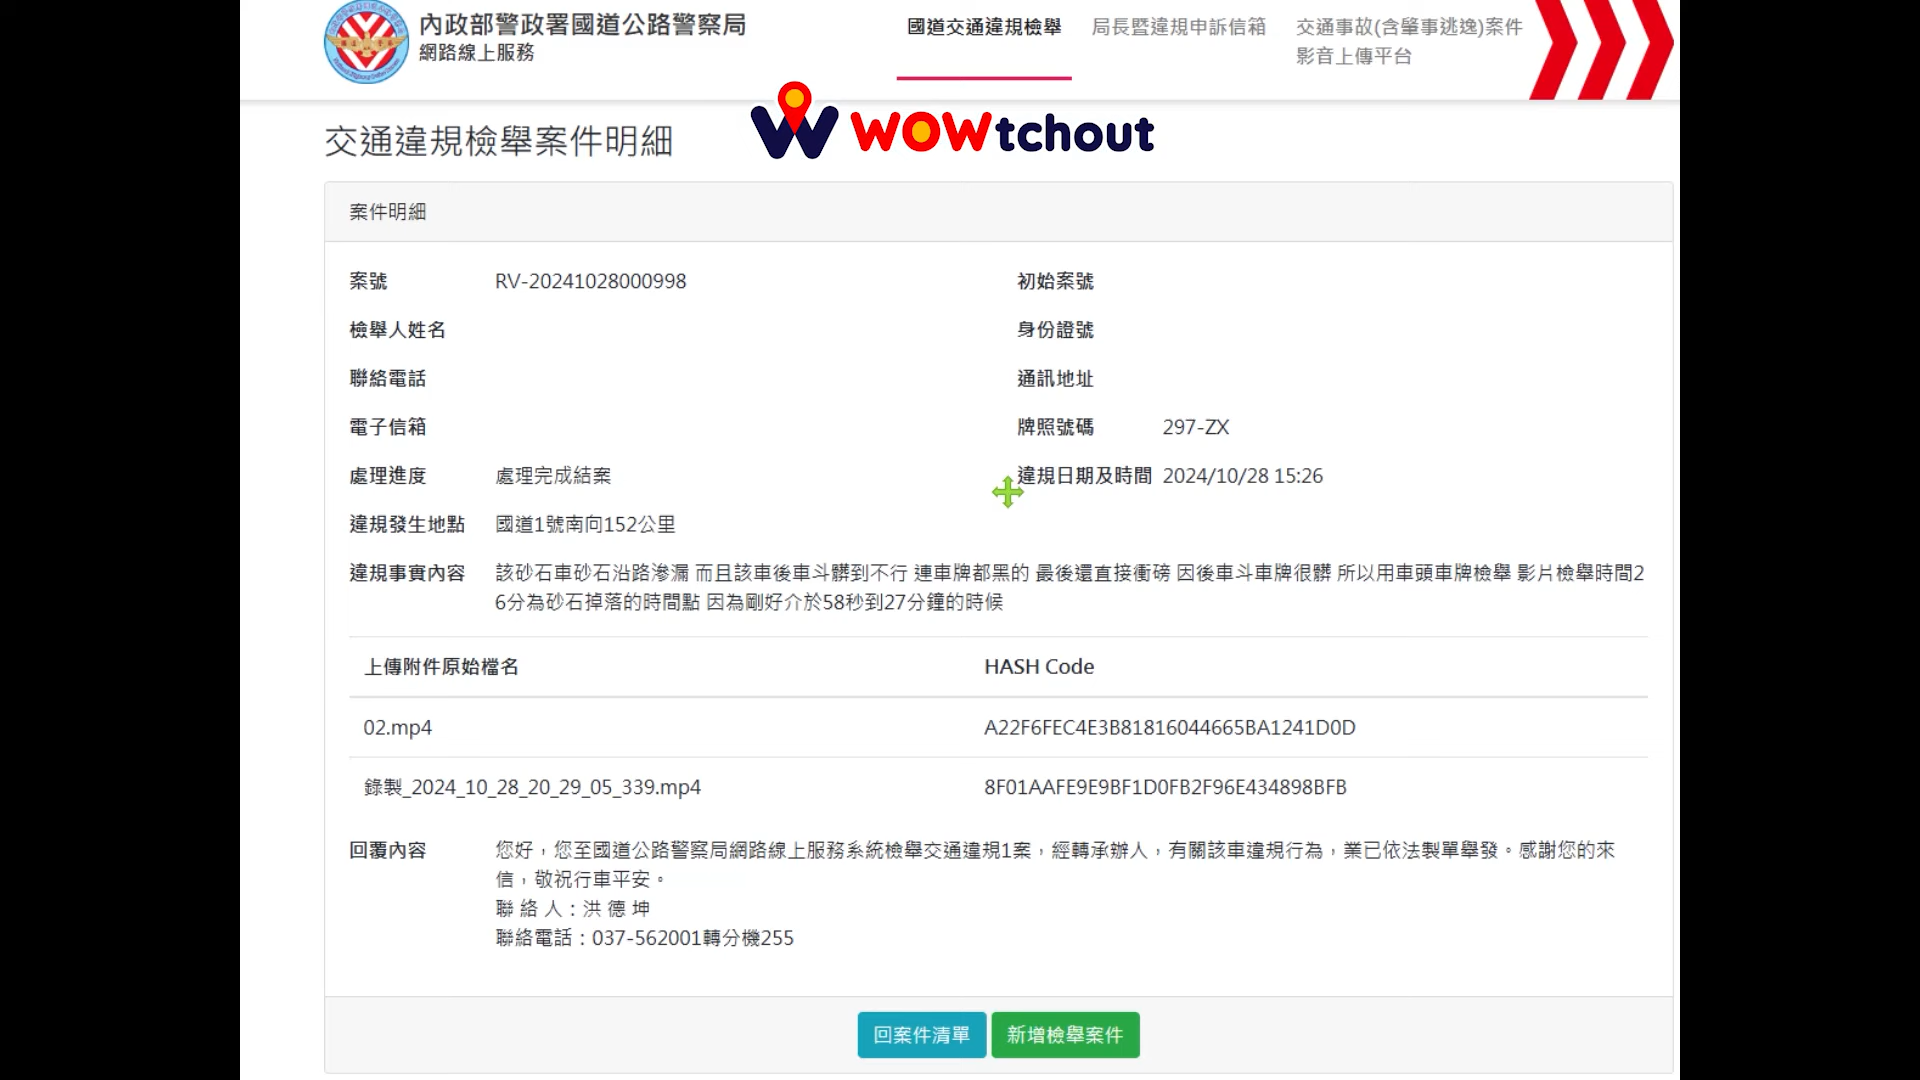 內政部警政署國道公路警察局
網路線上服務
國道交通違規檢舉
局長暨違規申訴信箱
交通事故(含肇事逃逸)案件
影音上傳平台
WOWtchout
交通違規檢舉案件明細
案件明細
案號 RV-20241028000998 初始案號
檢舉人姓名 身份證號
聯絡電話 通訊地址
電子信箱 牌照號碼 297-ZX
處理進度 處理完成結案 違規日期及時間 2024/10/28 15:26
違規發生地點 國道1號南向152公里
違規事實內容 該砂石車砂石沿路滲漏 而且該車後車斗髒到不行 連車牌都黑的 最後還直接衝磅 因後車斗車牌很髒 所以用車頭車牌檢舉 影片檢舉時間2
6分為砂石掉落的時間點 因為剛好介於58秒到27分鐘的時候
上傳附件原始檔名 HASH Code
02.mp4 A22F6FEC4E3B81816044665BA1241D0D
錄製_2024_10_28_20_29_05_339.mp4 8F01AAFE9E9BF1D0FB2F96E434898BFB
回覆內容 您好，您至國道公路警察局網路線上服務系統檢舉交通違規1案，經轉承辦人，有關該車違規行為，業已依法製單舉發。感謝您的來
信，敬祝行車平安。
聯 絡 人：洪 德 坤
聯絡電話：037-562001轉分機255
回案件清單 新增檢舉案件